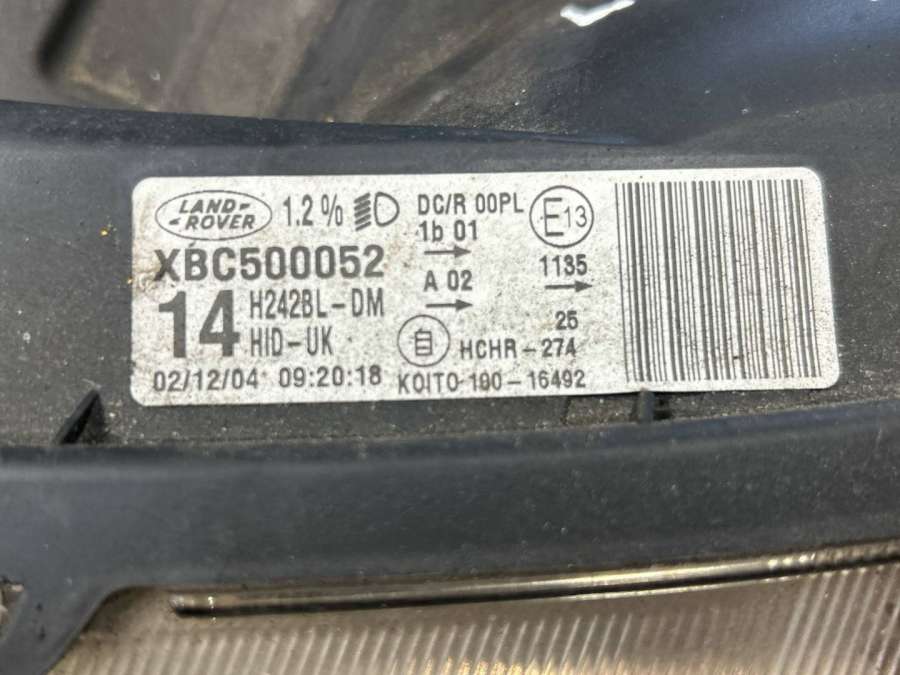 LAND-
-ROVER
1.2%
DC/R 00PL
1b 01
E13
XBC500052
A 02
1135
14
H242BL-DM
HID-UK
25
HCHR-274
02/12/04 09:20:18
KOITO-100-16492